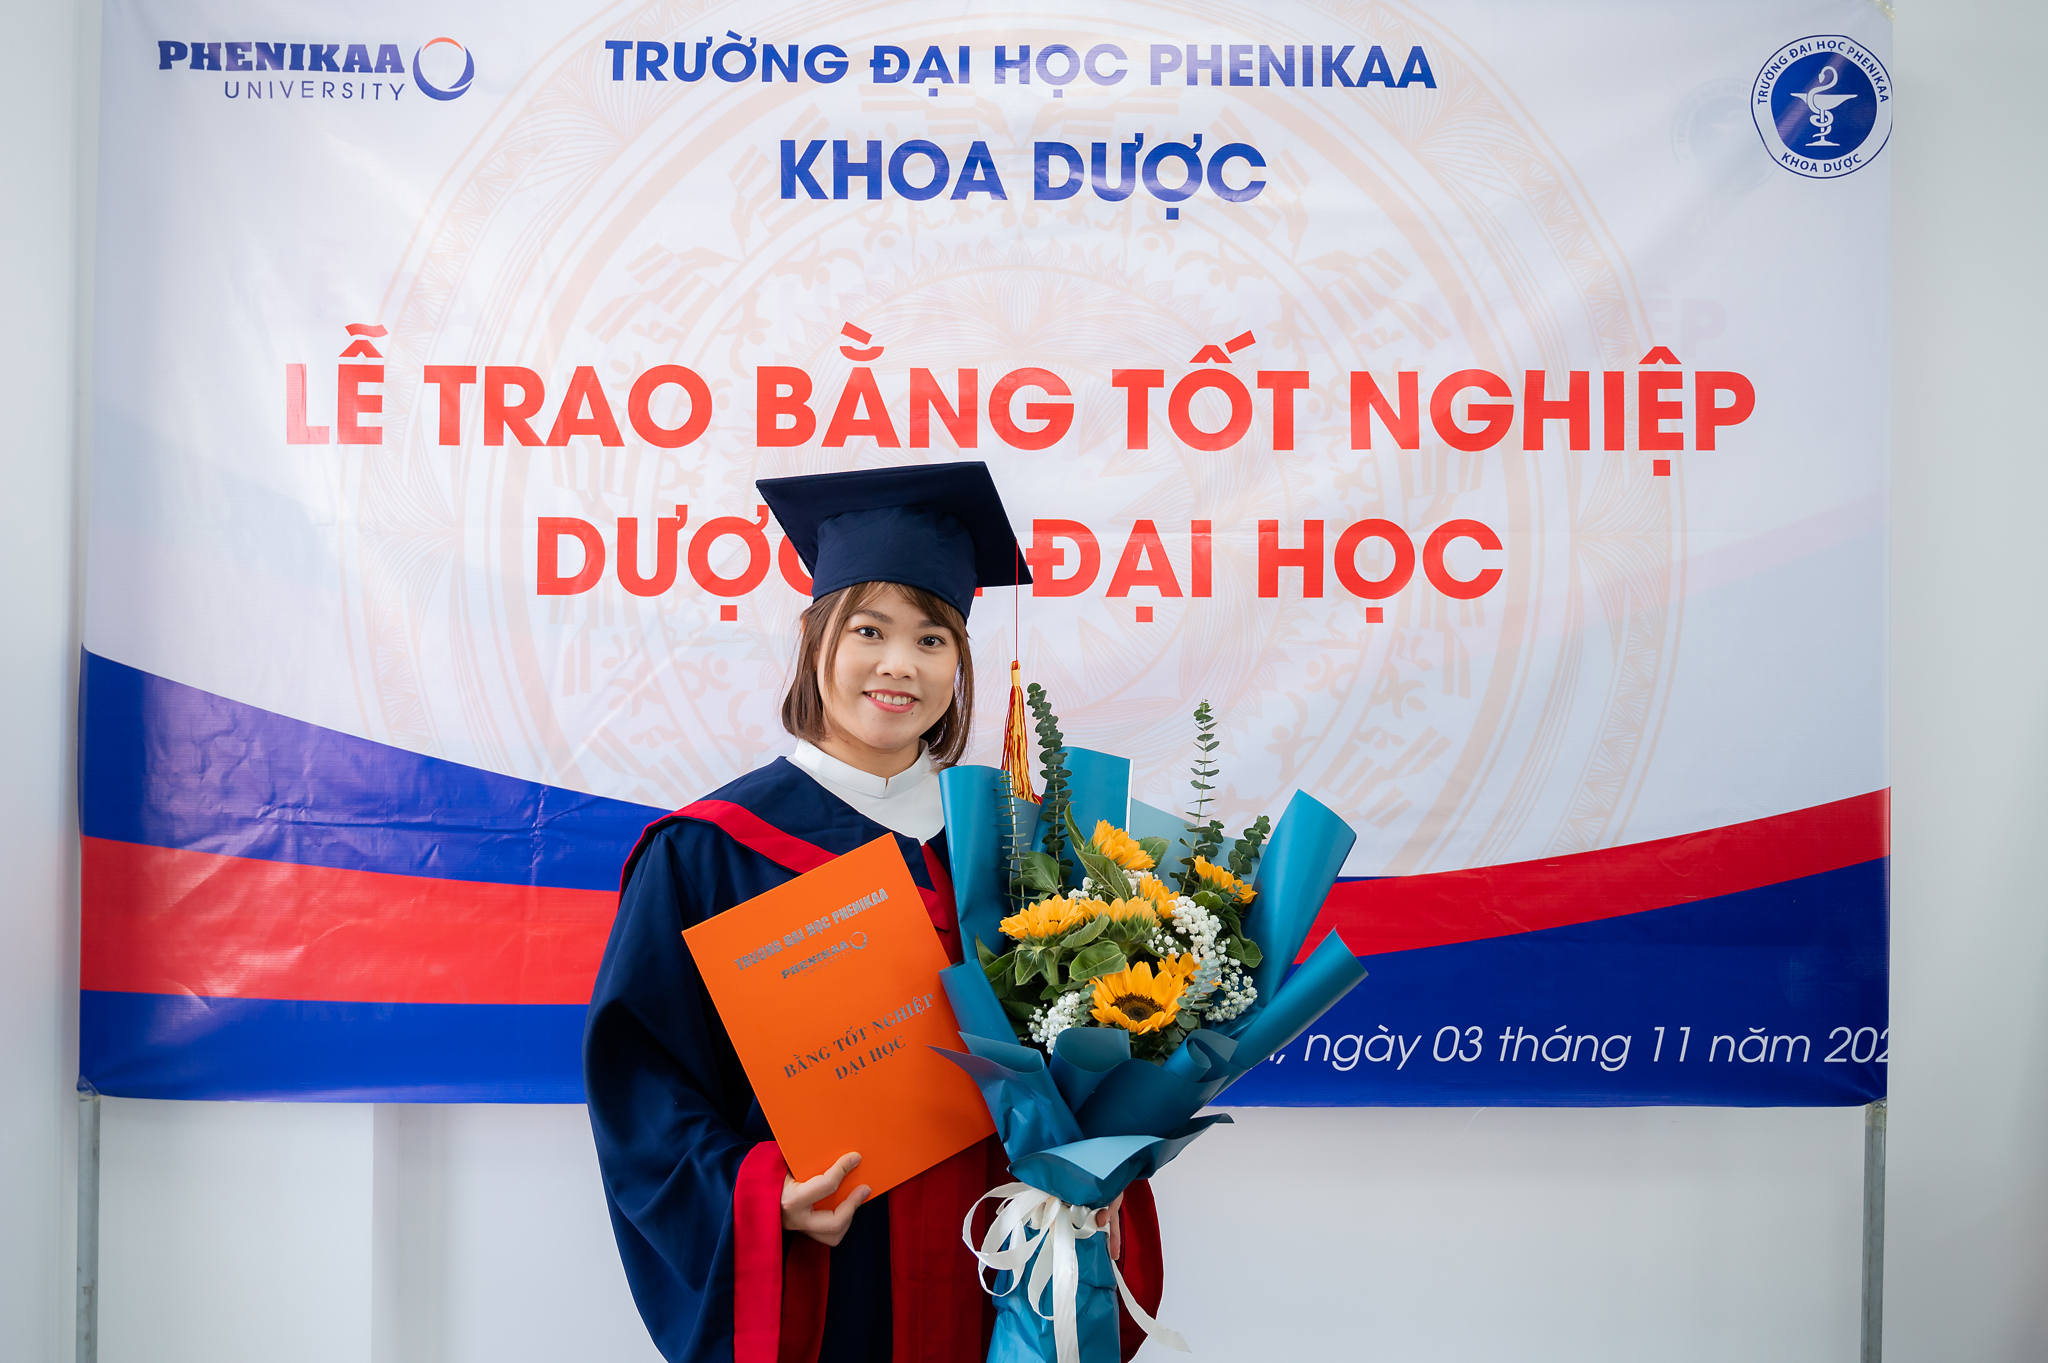 PHENIKAA
UNIVERSITY
TRƯỜNG ĐẠI HỌC PHENIKAA
KHOA DƯỢC
TRƯỜNG ĐẠI HỌC PHENIKAA
KHOA DƯỢC
LỄ TRAO BẰNG TỐT NGHIỆP
ĐẠI HỌC
TRƯỜNG ĐẠI HỌC PHENIKAA
PHENIKAA
BẰNG TỐT NGHIỆP
ĐẠI HỌC
ngày 03 tháng 11 năm